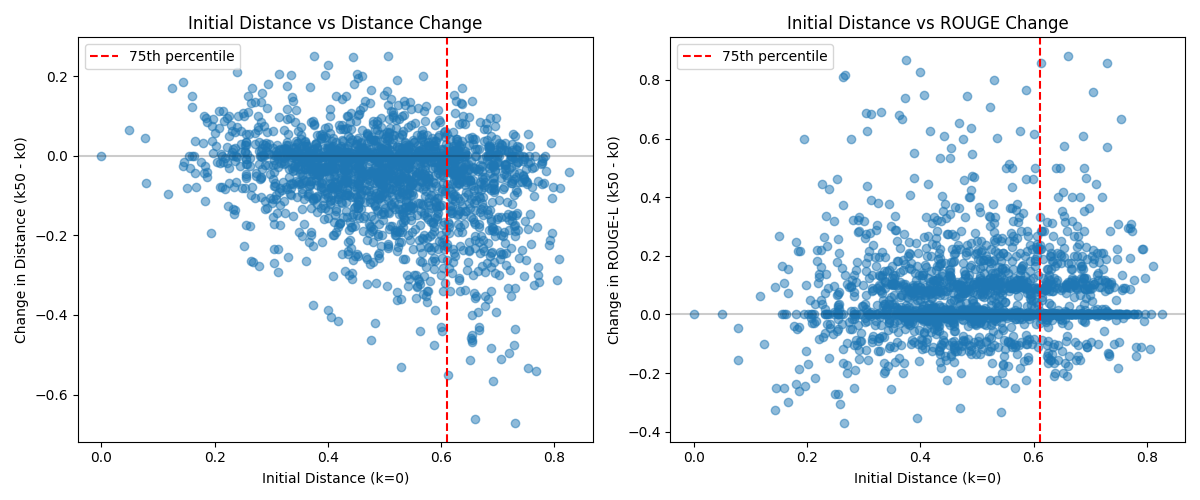 Initial Distance vs Distance Change
75th percentile
0.2
0.0
−0.2
−0.4
−0.6
Change in Distance (k50 - k0)
0.0
0.2
0.4
0.6
0.8
Initial Distance (k=0)
Initial Distance vs ROUGE Change
75th percentile
0.8
0.6
0.4
0.2
0.0
−0.2
−0.4
Change in ROUGE-L (k50 - k0)
0.0
0.2
0.4
0.6
0.8
Initial Distance (k=0)